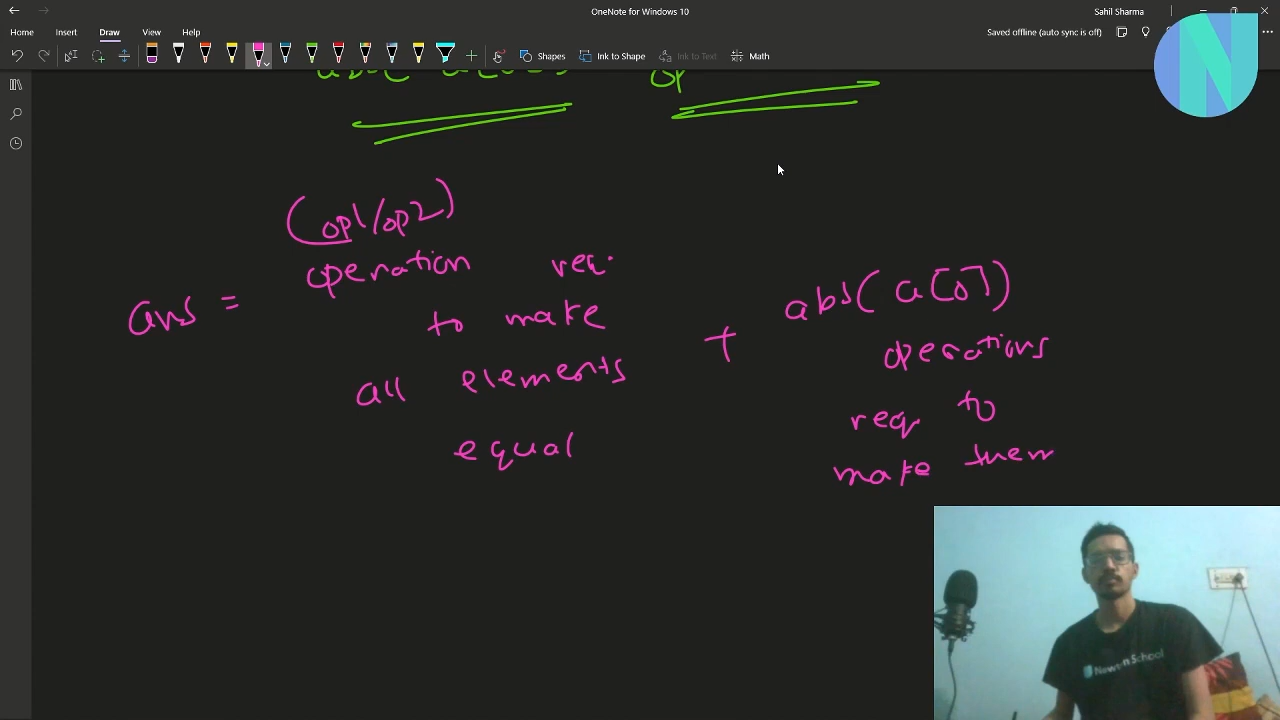 OneNote for Windows 10
Sahil Sharma
Home Insert Draw View Help
Saved offline (auto sync is off)
Shapes Ink to Shape Ink to Text Math
(op1/op2)
operation req.
to make
all elements
equal
ans =
+
abs(a[0])
operations
req to
make them
Newton School